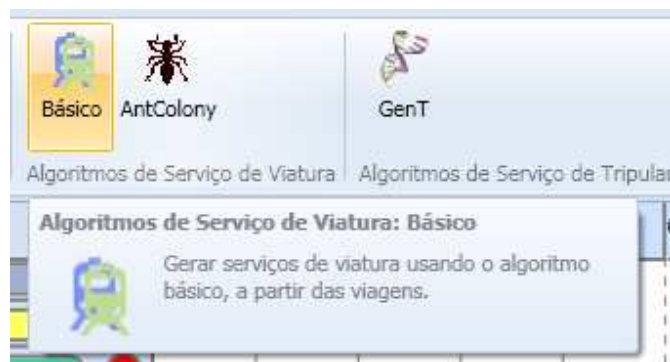 Básico AntColony GenT
Algoritmos de Serviço de Viatura Algoritmos de Serviço de
Algoritmos de Serviço de Viatura: Básico
Gerar serviços de viatura usando o algoritmo
básico, a partir das viagens.